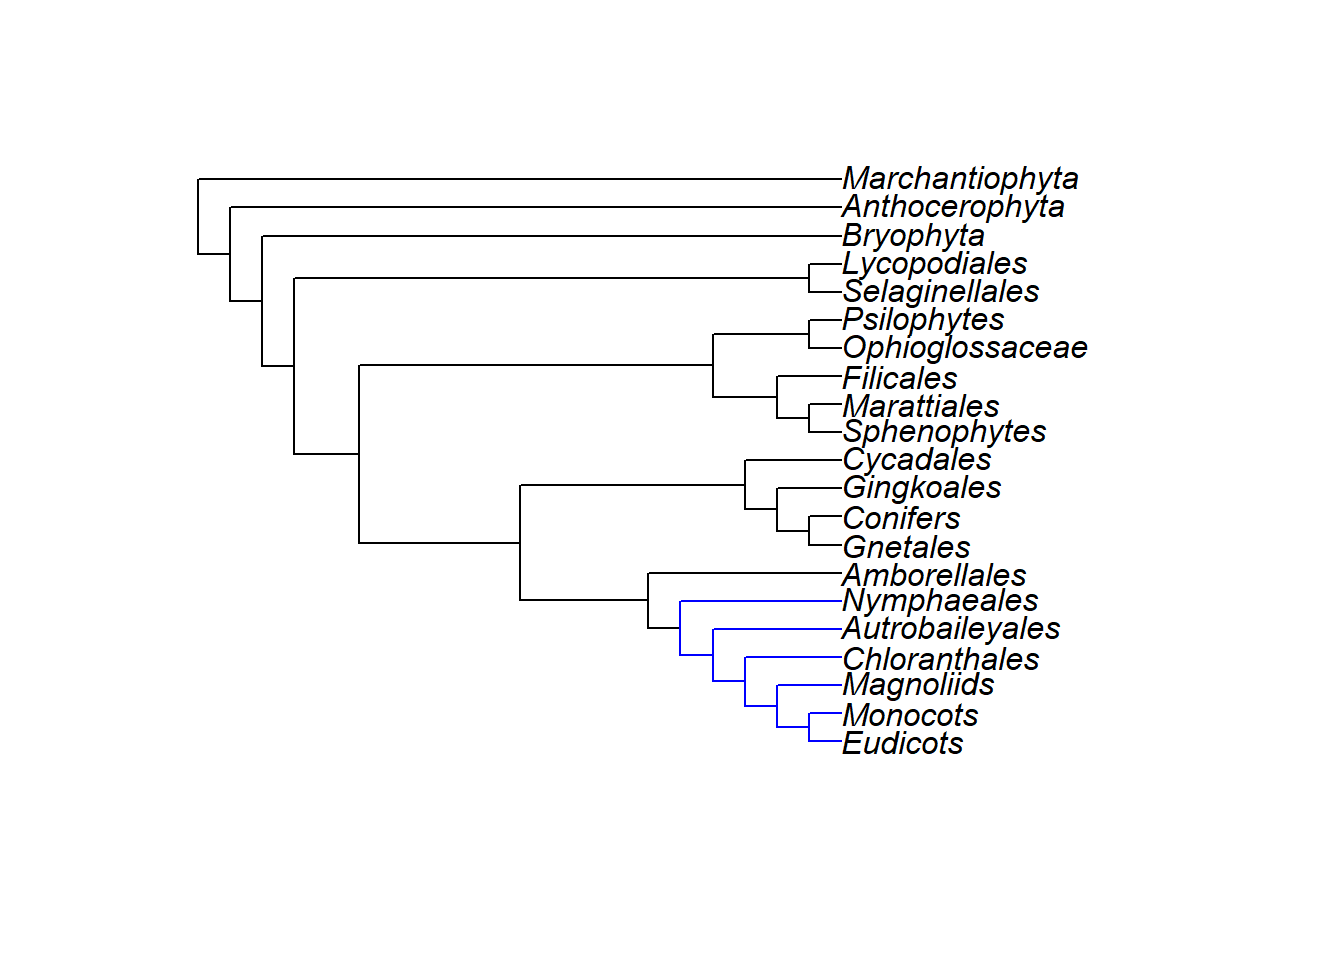 Marchantiophyta
Anthocerophyta
Bryophyta
Lycopodiales
Selaginellales
Psilophytes
Ophioglossaceae
Filicales
Marattiales
Sphenophytes
Cycadales
Gingkoales
Conifers
Gnetales
Amborellales
Nymphaeales
Autrobaileyales
Chloranthales
Magnoliids
Monocots
Eudicots